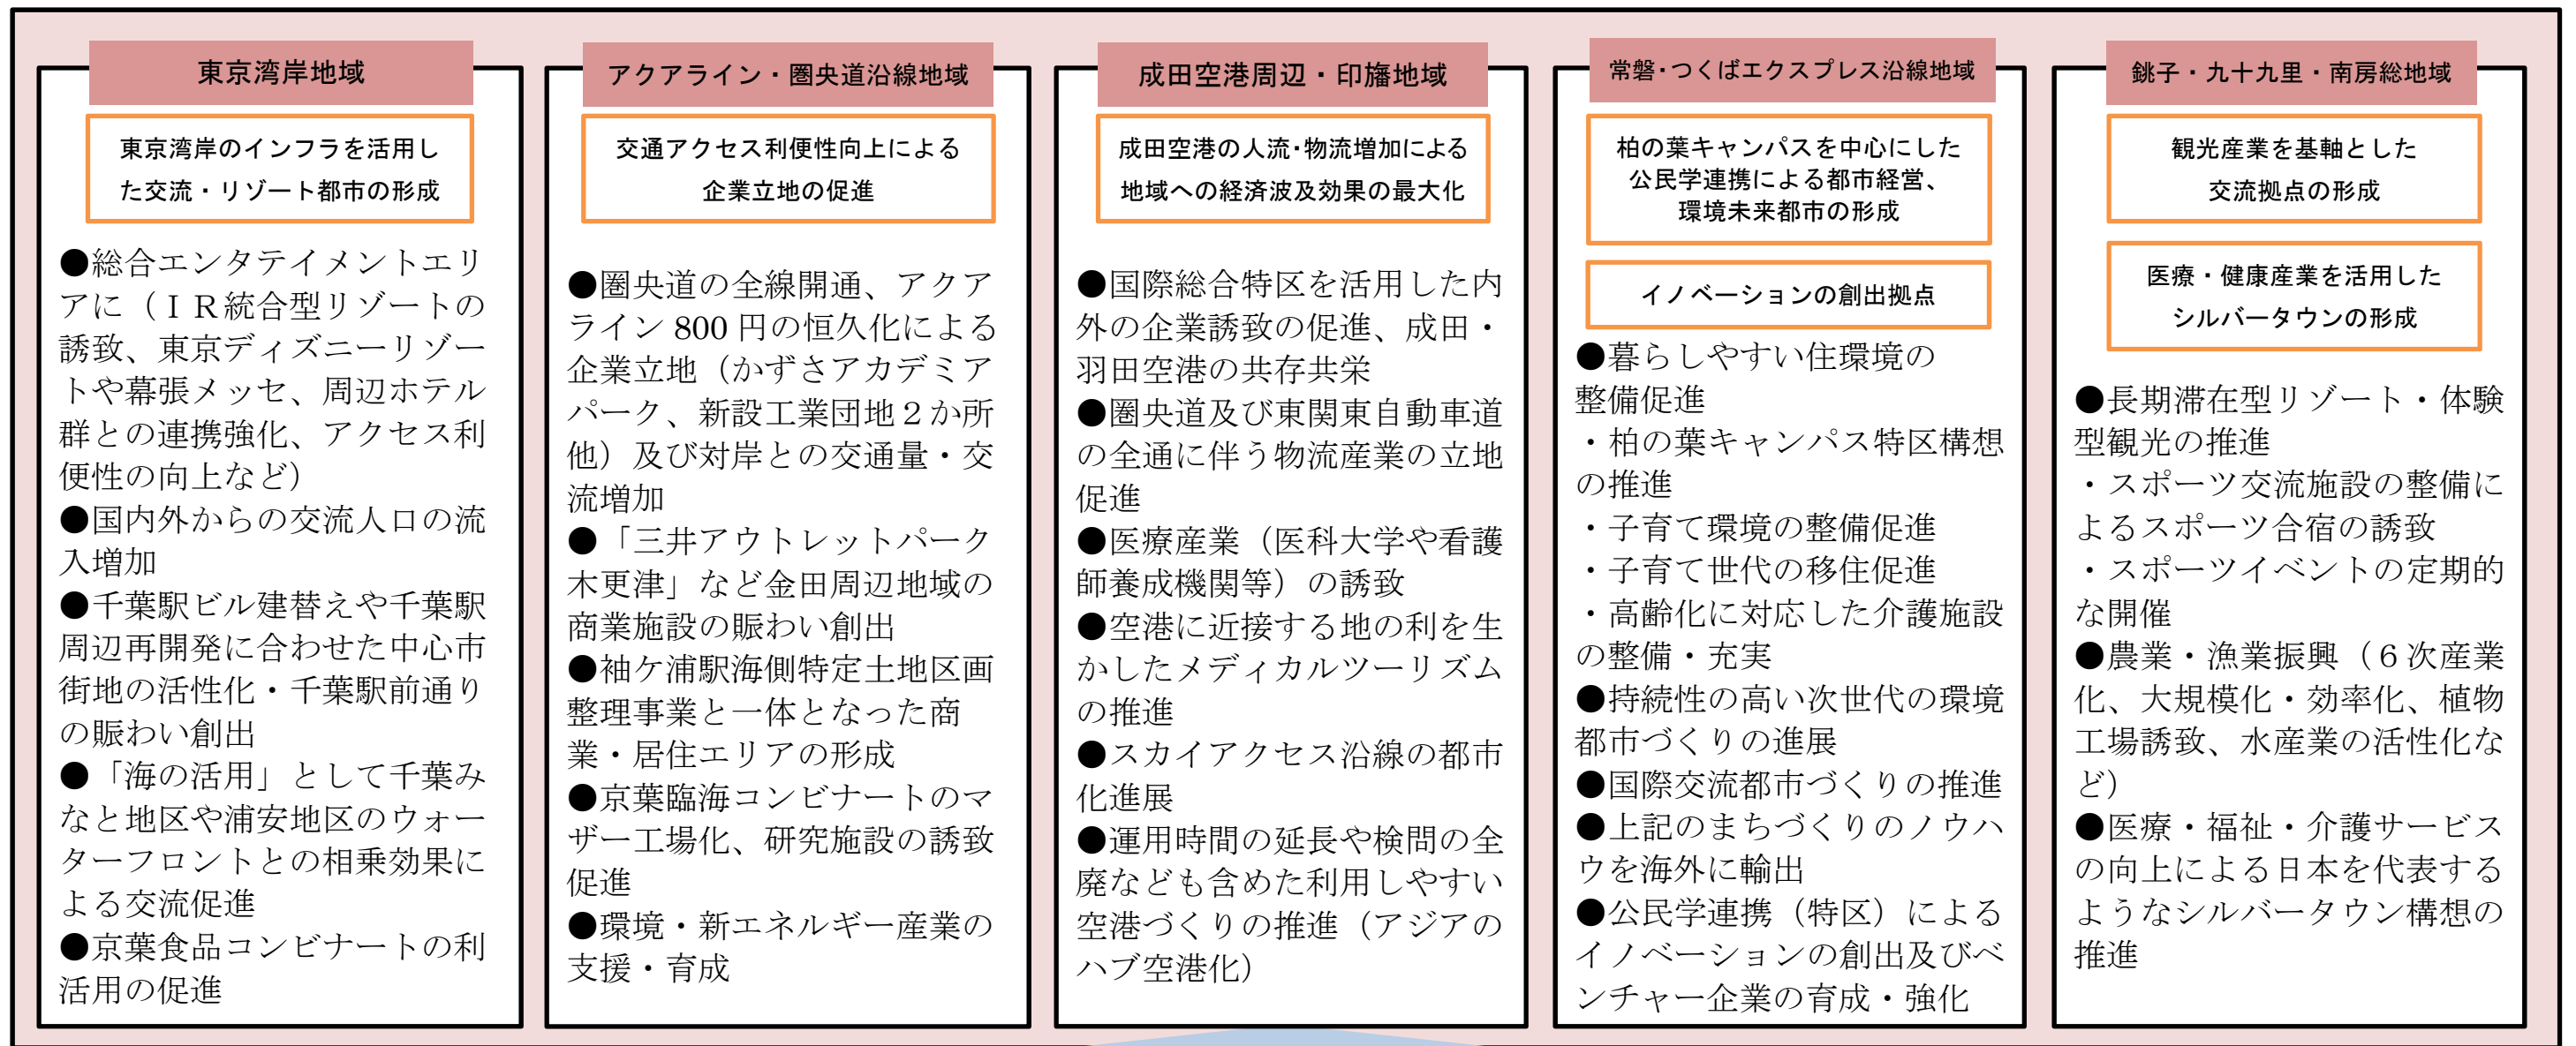 東京湾岸地域
東京湾岸のインフラを活用し
た交流・リゾート都市の形成
●総合エンタテイメントエリ
アに（ＩＲ統合型リゾートの
誘致、東京ディズニーリゾー
トや幕張メッセ、周辺ホテル
群との連携強化、アクセス利
便性の向上など）
●国内外からの交流人口の流
入増加
●千葉駅ビル建替えや千葉駅
周辺再開発に合わせた中心市
街地の活性化・千葉駅前通り
の賑わい創出
●「海の活用」として千葉み
なと地区や浦安地区のウォー
ターフロントとの相乗効果に
よる交流促進
●京葉食品コンビナートの利
活用の促進
アクアライン・圏央道沿線地域
交通アクセス利便性向上による
企業立地の促進
●圏央道の全線開通、アクア
ライン 800 円の恒久化による
企業立地（かずさアカデミア
パーク、新設工業団地２か所
他）及び対岸との交通量・交
流増加
●「三井アウトレットパーク
木更津」など金田周辺地域の
商業施設の賑わい創出
●袖ケ浦駅海側特定土地区画
整理事業と一体となった商
業・居住エリアの形成
●京葉臨海コンビナートのマ
ザー工場化、研究施設の誘致
促進
●環境・新エネルギー産業の
支援・育成
成田空港周辺・印旛地域
成田空港の人流・物流増加による
地域への経済波及効果の最大化
●国際総合特区を活用した内
外の企業誘致の促進、成田・
羽田空港の共存共栄
●圏央道及び東関東自動車道
の全通に伴う物流産業の立地
促進
●医療産業（医科大学や看護
師養成機関等）の誘致
●空港に近接する地の利を生
かしたメディカルツーリズム
の推進
●スカイアクセス沿線の都市
化進展
●運用時間の延長や検問の全
廃なども含めた利用しやすい
空港づくりの推進（アジアの
ハブ空港化）
常磐・つくばエクスプレス沿線地域
柏の葉キャンパスを中心にした
公民学連携による都市経営、
環境未来都市の形成
イノベーションの創出拠点
●暮らしやすい住環境の
整備促進
・柏の葉キャンパス特区構想
の推進
・子育て環境の整備促進
・子育て世代の移住促進
・高齢化に対応した介護施設
の整備・充実
●持続性の高い次世代の環境
都市づくりの進展
●国際交流都市づくりの推進
●上記のまちづくりのノウハ
ウを海外に輸出
●公民学連携（特区）による
イノベーションの創出及びベ
ンチャー企業の育成・強化
銚子・九十九里・南房総地域
観光産業を基軸とした
交流拠点の形成
医療・健康産業を活用した
シルバータウンの形成
●長期滞在型リゾート・体験
型観光の推進
・スポーツ交流施設の整備に
よるスポーツ合宿の誘致
・スポーツイベントの定期的
な開催
●農業・漁業振興（６次産業
化、大規模化・効率化、植物
工場誘致、水産業の活性化な
ど）
●医療・福祉・介護サービス
の向上による日本を代表する
ようなシルバータウン構想の
推進